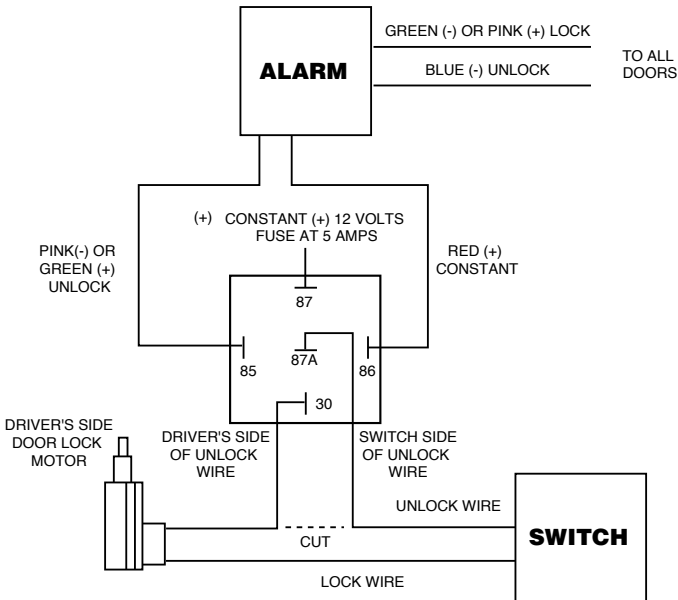 GREEN (-) OR PINK (+) LOCK
ALARM
BLUE (-) UNLOCK
TO ALL
DOORS
(+) CONSTANT (+) 12 VOLTS
FUSE AT 5 AMPS
PINK(-) OR
GREEN (+)
UNLOCK
RED (+)
CONSTANT
87
87A
85
86
30
DRIVER'S SIDE
DOOR LOCK
MOTOR
DRIVER'S SIDE
OF UNLOCK
WIRE
SWITCH SIDE
OF UNLOCK
WIRE
UNLOCK WIRE
SWITCH
CUT
LOCK WIRE